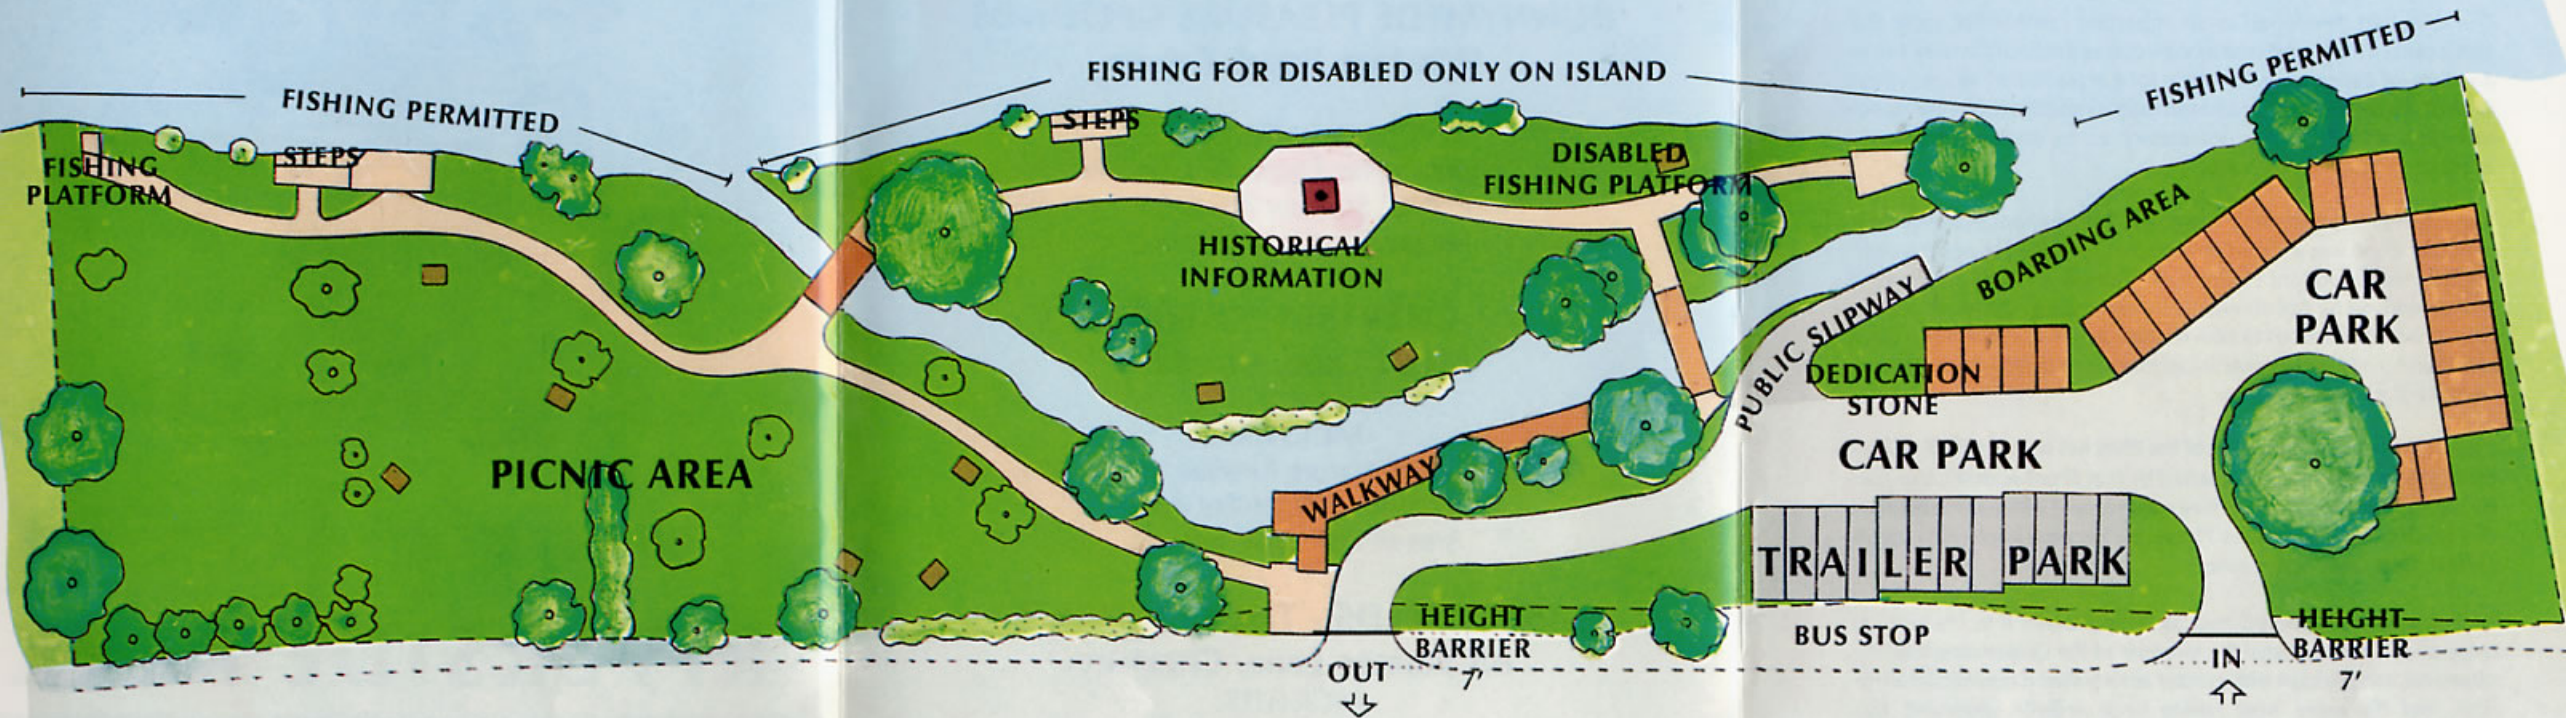 FISHING PERMITTED
FISHING FOR DISABLED ONLY ON ISLAND
FISHING PERMITTED
FISHING
PLATFORM
STEPS
STEPS
DISABLED
FISHING PLATFORM
HISTORICAL
INFORMATION
BOARDING AREA
PUBLIC SLIPWAY
CAR
PARK
DEDICATION
STONE
CAR PARK
PICNIC AREA
WALKWAY
TRAILER PARK
HEIGHT
BARRIER
7'
BUS STOP
HEIGHT
BARRIER
7'
OUT
IN